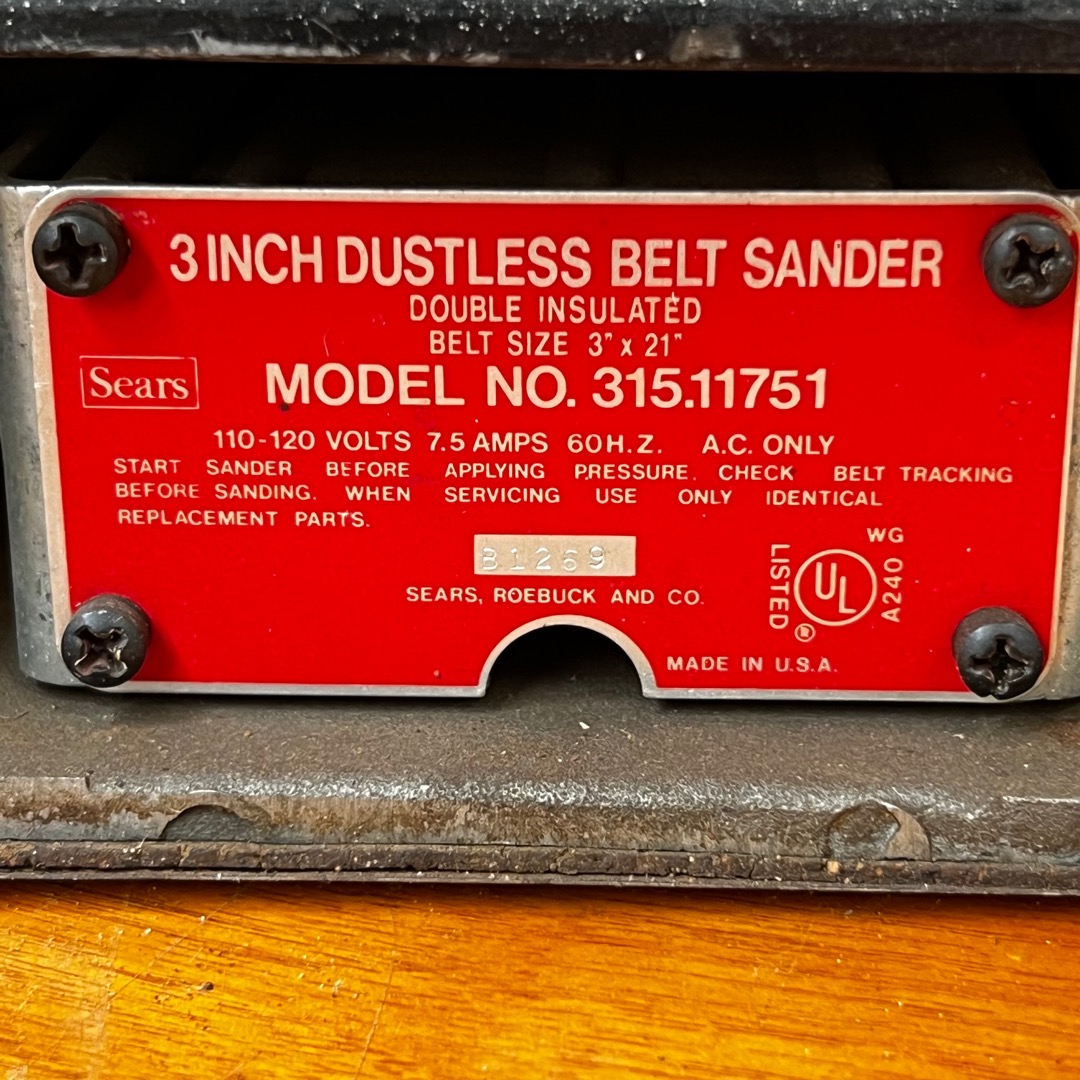 3 INCH DUSTLESS BELT SANDER
DOUBLE INSULATED
BELT SIZE 3" x 21"
Sears
MODEL NO. 315.11751
110-120 VOLTS 7.5 AMPS 60H.Z. A.C. ONLY
START SANDER BEFORE APPLYING PRESSURE. CHECK BELT TRACKING
BEFORE SANDING. WHEN SERVICING USE ONLY IDENTICAL
REPLACEMENT PARTS.
B1269
SEARS, ROEBUCK AND CO.
WG
LISTED
UL
®
A240
MADE IN U.S.A.